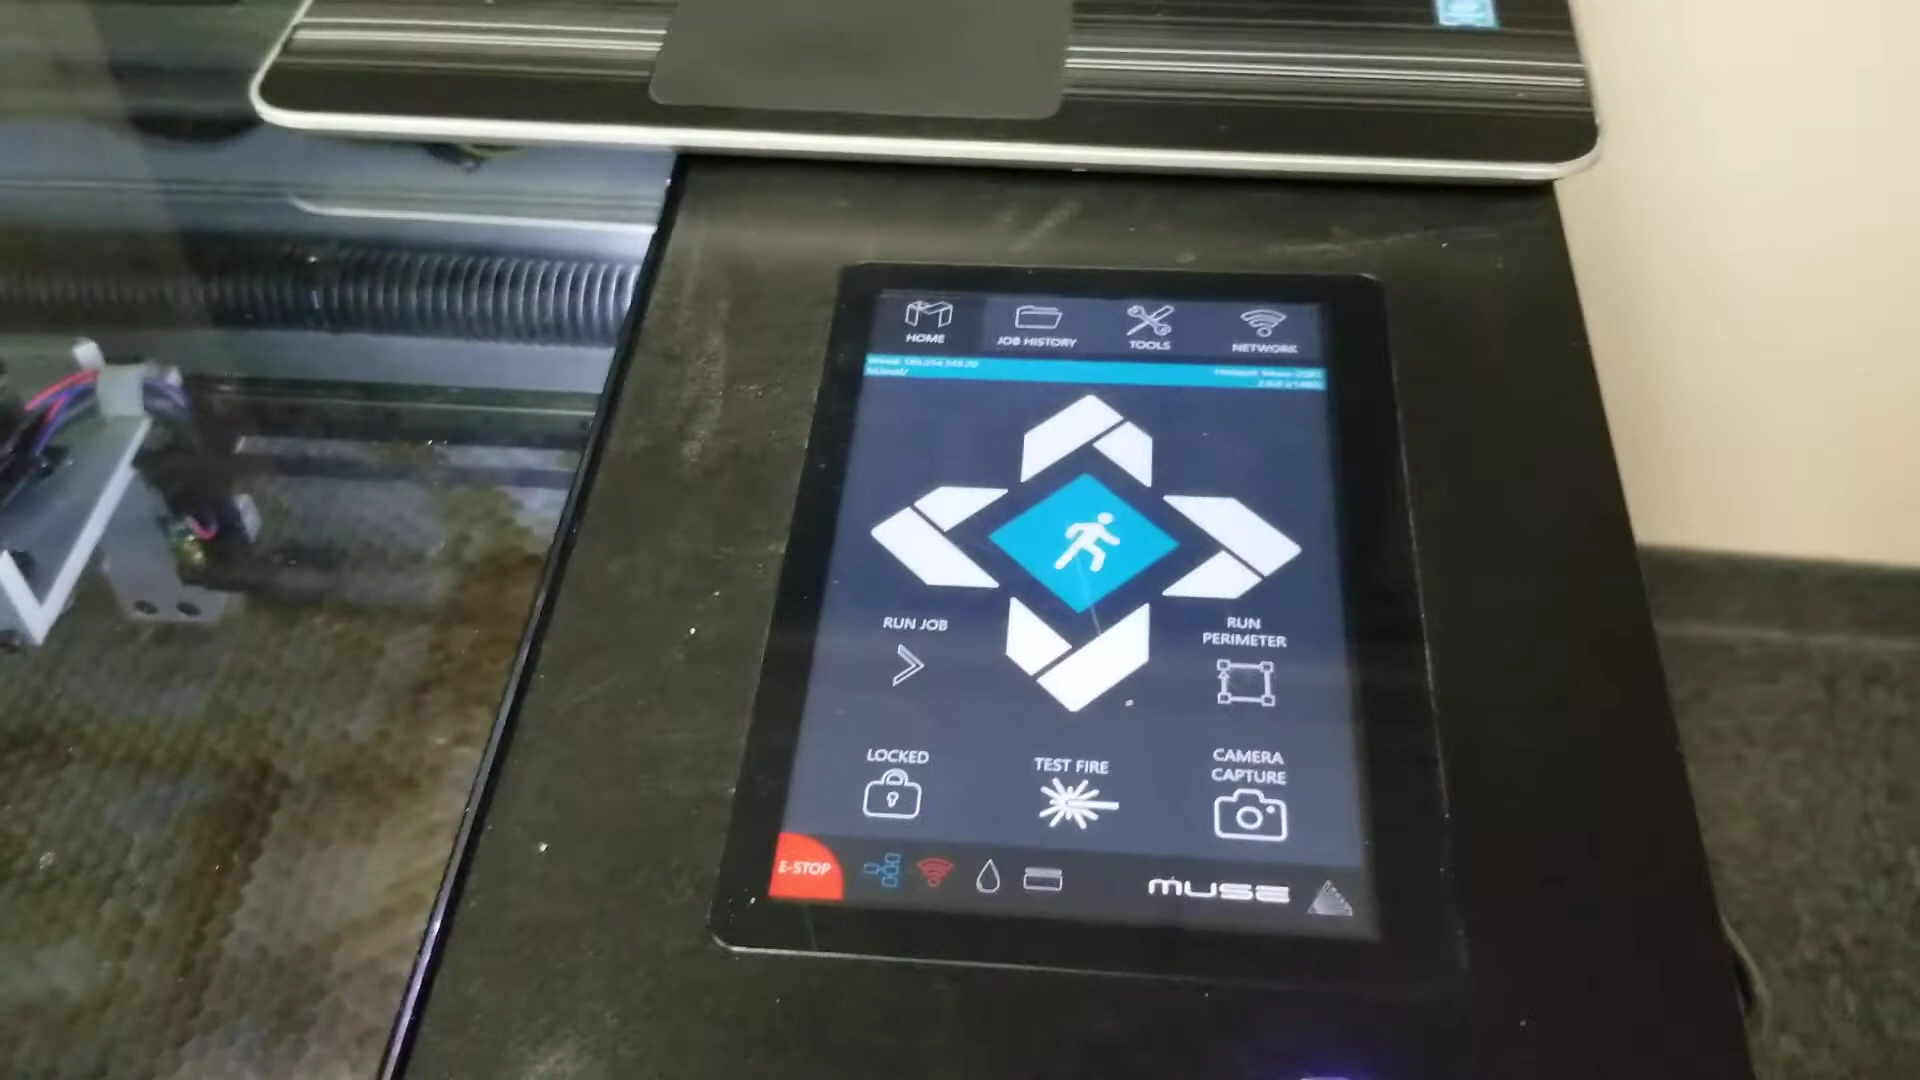 HOME
JOB HISTORY
TOOLS
NETWORK
RUN JOB
RUN
PERIMETER
LOCKED
TEST FIRE
CAMERA
CAPTURE
E-STOP
MUSE